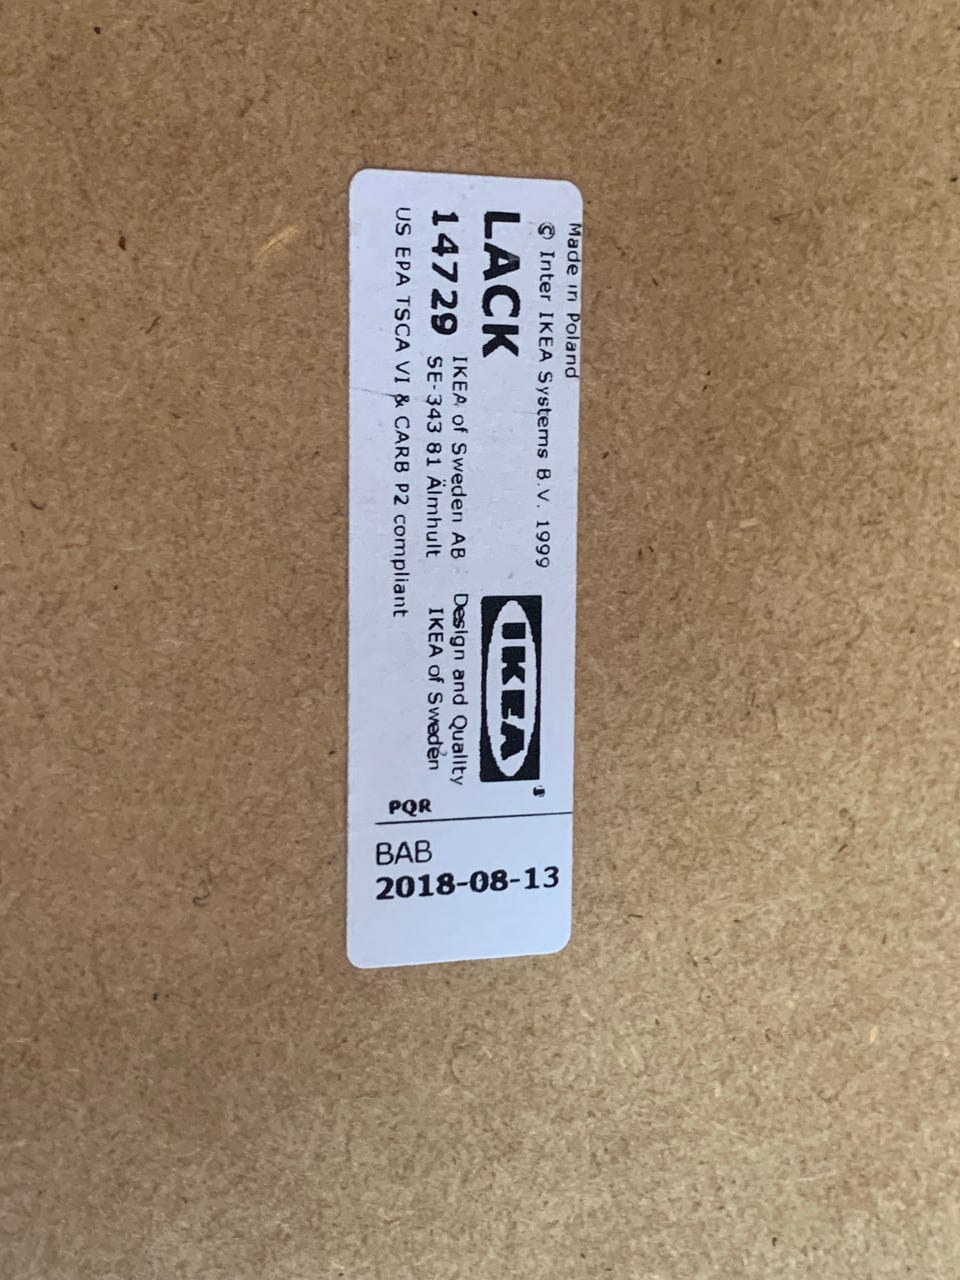 Made in Poland
© Inter IKEA Systems B.V. 1999
LACK
IKEA®
14729
IKEA of Sweden AB
SE-343 81 Älmhult
Design and Quality
IKEA of Sweden
US EPA TSCA VI & CARB P2 compliant
PQR
BAB
2018-08-13